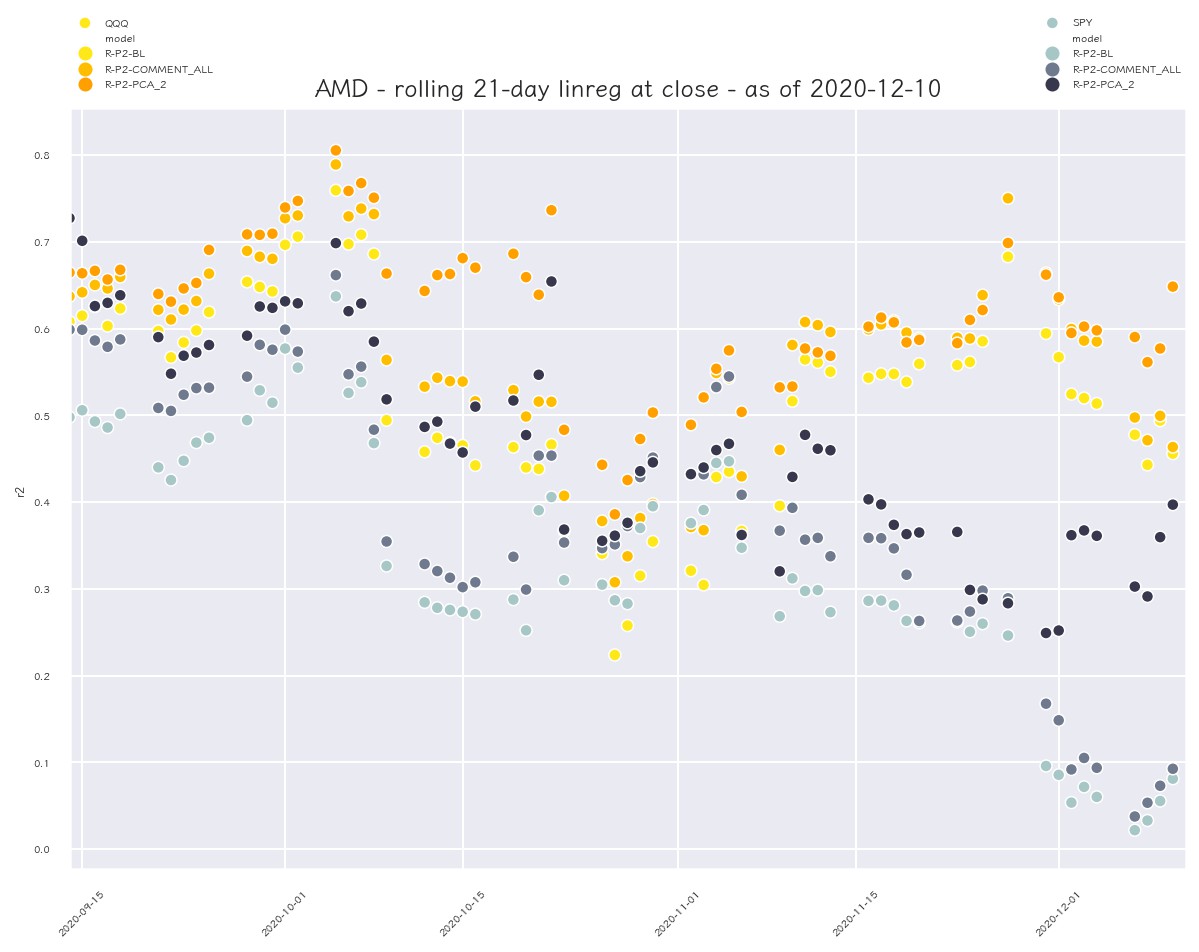 QQQ
model
R-P2-BL
R-P2-COMMENT_ALL
R-P2-PCA_2
SPY
model
R-P2-BL
R-P2-COMMENT_ALL
R-P2-PCA_2
AMD - rolling 21-day linreg at close - as of 2020-12-10
0.8
0.7
0.6
0.5
0.4
0.3
0.2
0.1
0.0
r2
2020-09-15
2020-10-01
2020-10-15
2020-11-01
2020-11-15
2020-12-01